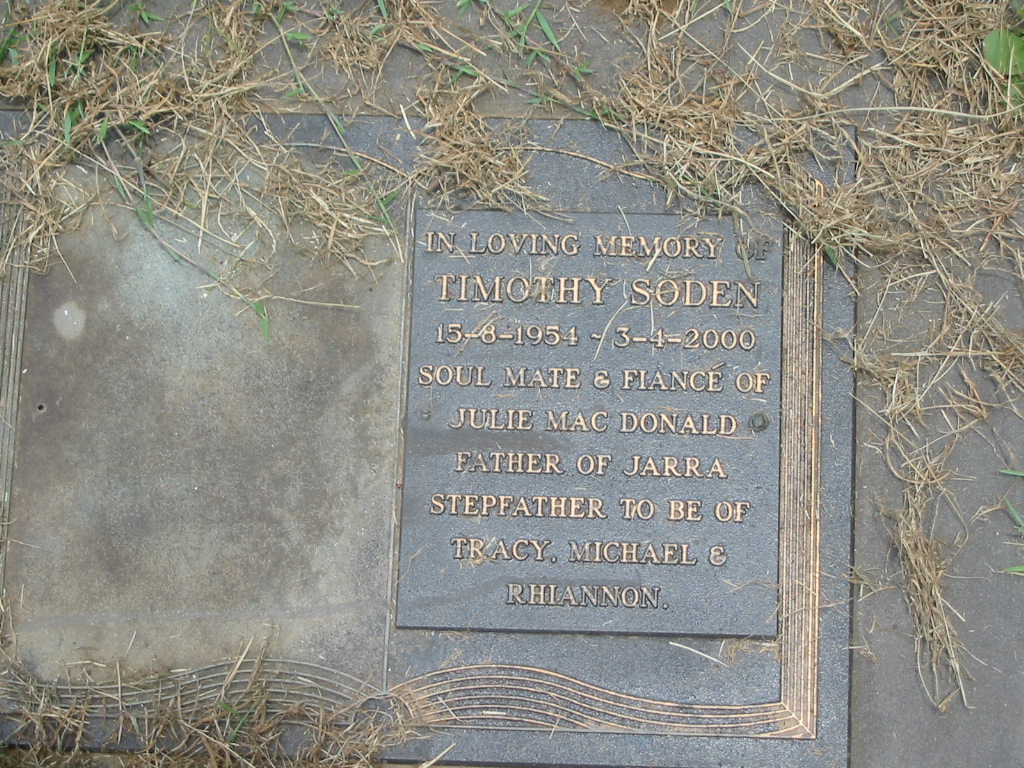 IN LOVING MEMORY OF
TIMOTHY SODEN
15-8-1954 ~ 3-4-2000
SOUL MATE & FIANCÉ OF
JULIE MAC DONALD
FATHER OF JARRA
STEPFATHER TO BE OF
TRACY, MICHAEL &
RHIANNON.